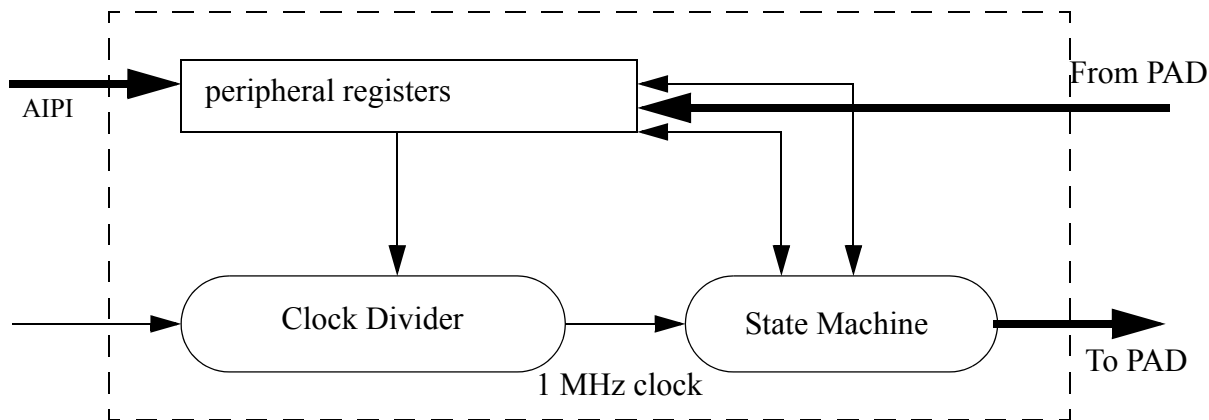 From PAD
peripheral registers
AIPI
Clock Divider
State Machine
To PAD
1 MHz clock